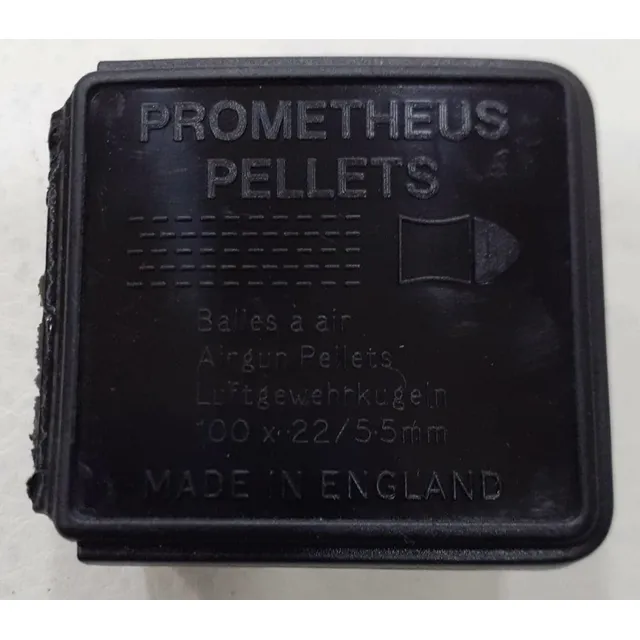 PROMETHEUS
PELLETS
Balles à air
Airgun Pellets
Luftgewehrkugeln
100 x ·22/5·5mm
MADE IN ENGLAND